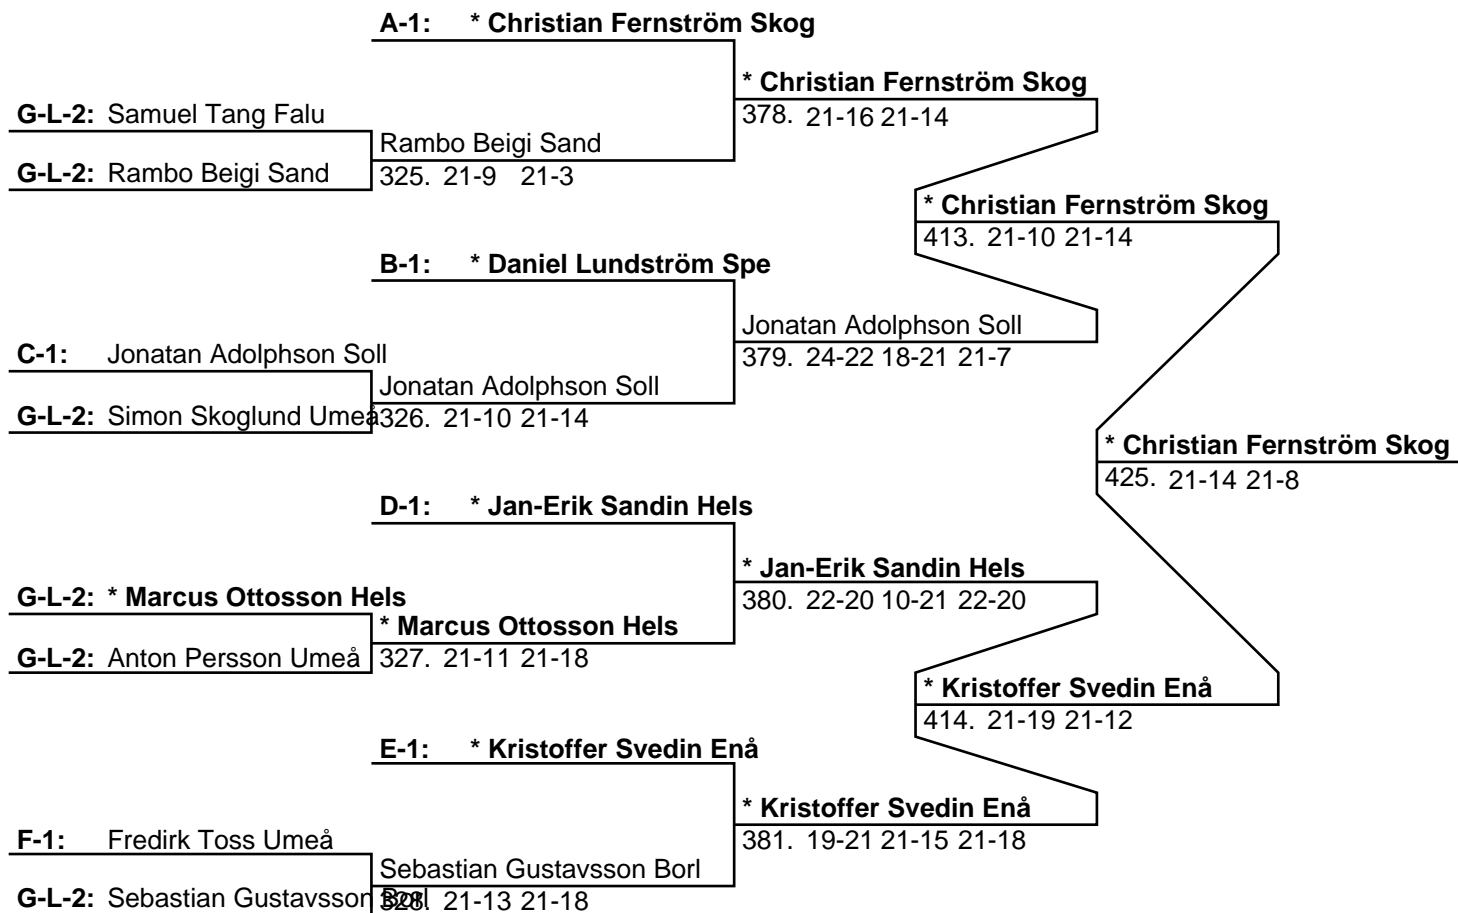 A-1: * Christian Fernström Skog
* Christian Fernström Skog
G-L-2: Samuel Tang Falu
378. 21-16 21-14
Rambo Beigi Sand
G-L-2: Rambo Beigi Sand
325. 21-9 21-3
* Christian Fernström Skog
413. 21-10 21-14
B-1: * Daniel Lundström Spe
Jonatan Adolphson Soll
C-1: Jonatan Adolphson Soll
379. 24-22 18-21 21-7
Jonatan Adolphson Soll
G-L-2: Simon Skoglund Umeå
326. 21-10 21-14
* Christian Fernström Skog
425. 21-14 21-8
D-1: * Jan-Erik Sandin Hels
* Jan-Erik Sandin Hels
G-L-2: * Marcus Ottosson Hels
380. 22-20 10-21 22-20
* Marcus Ottosson Hels
G-L-2: Anton Persson Umeå
327. 21-11 21-18
* Kristoffer Svedin Enå
414. 21-19 21-12
E-1: * Kristoffer Svedin Enå
* Kristoffer Svedin Enå
F-1: Fredirk Toss Umeå
381. 19-21 21-15 21-18
Sebastian Gustavsson Borl
G-L-2: Sebastian Gustavsson Borl
328. 21-13 21-18